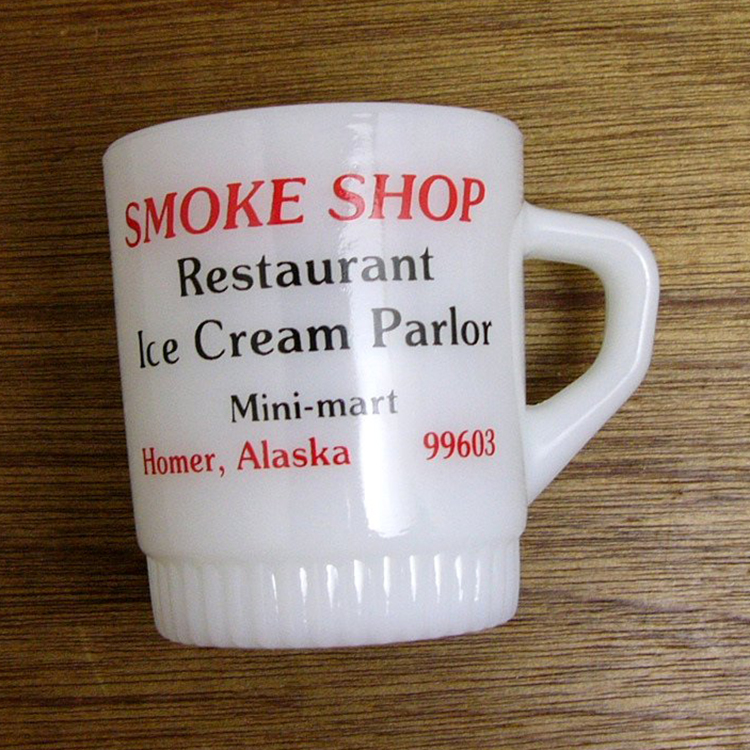 SMOKE SHOP
Restaurant
Ice Cream Parlor
Mini-mart
Homer, Alaska 99603